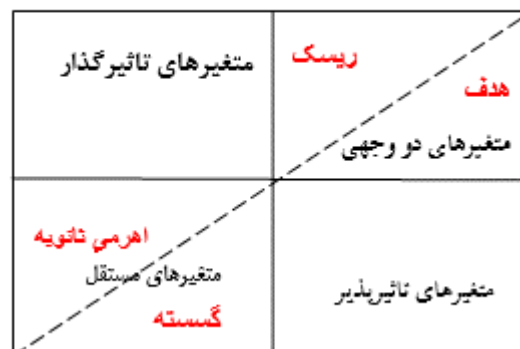 ریسک
متغیرهای تاثیرگذار
هدف
متغیرهای دو وجهی
اهرمی ثانویه
متغیرهای مستقل
متغیرهای تاثیرپذیر
گسسته